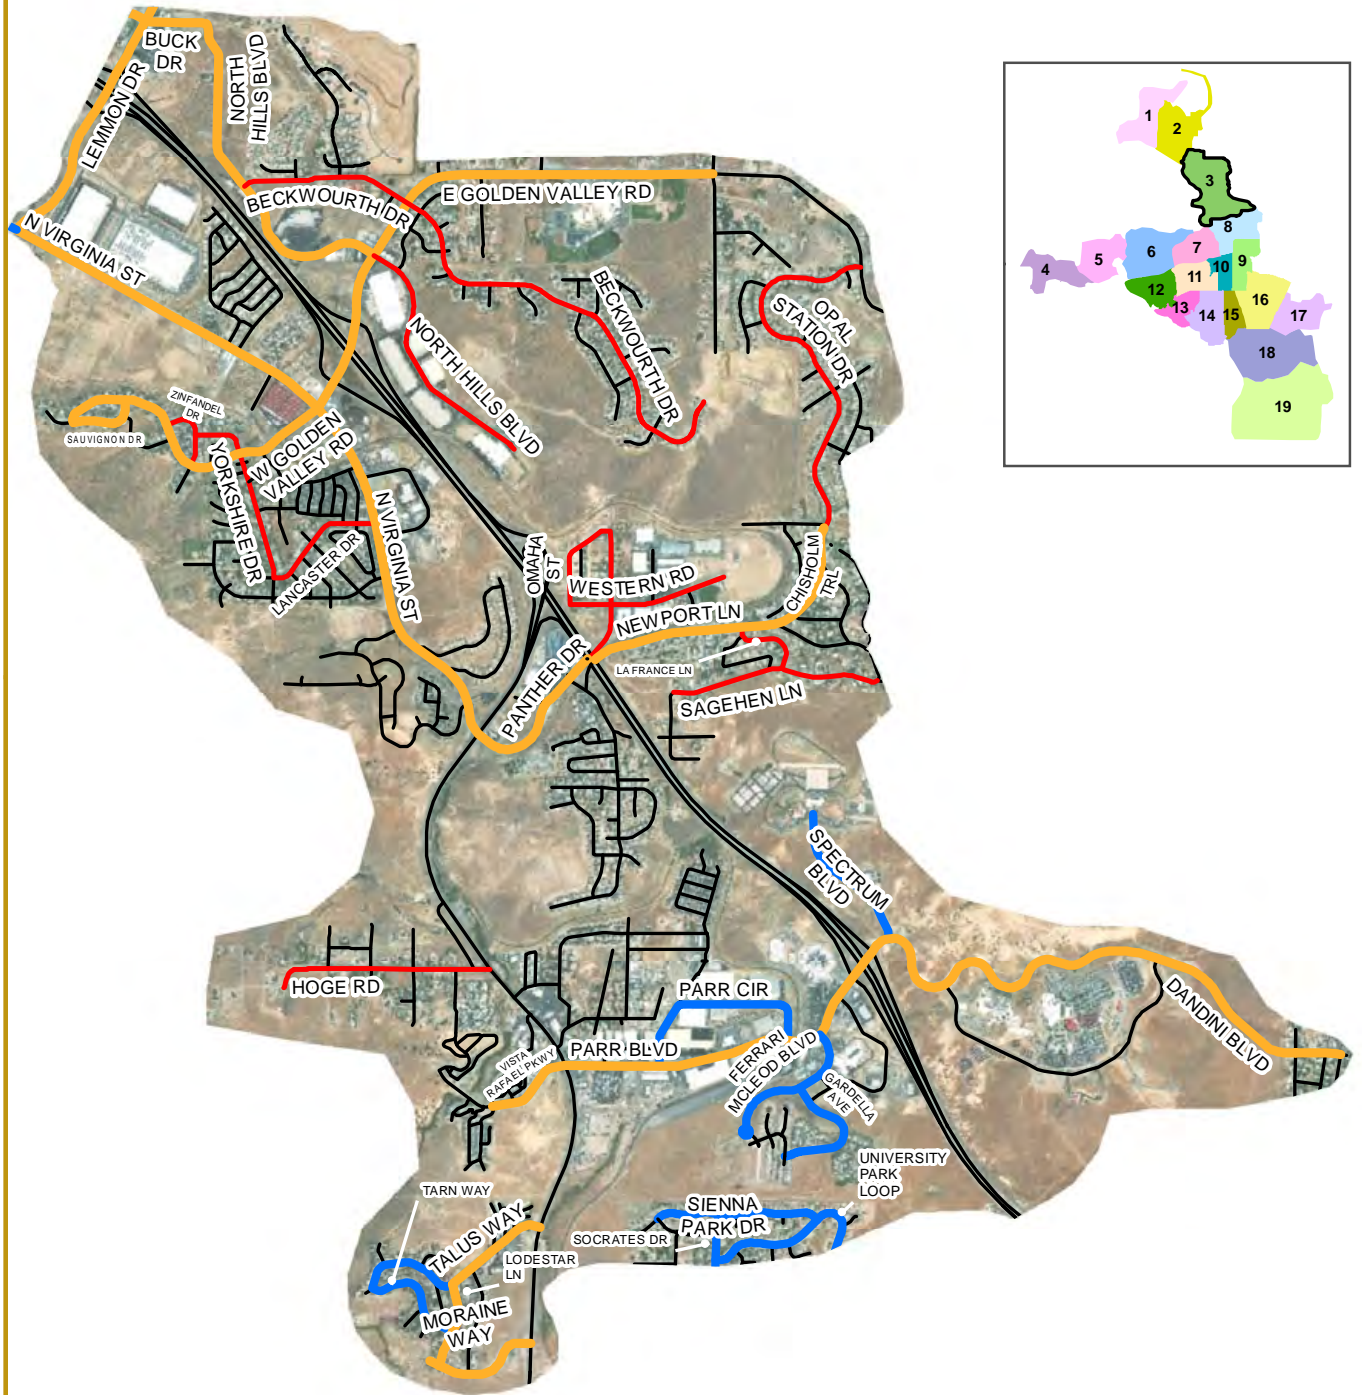 BUCK
DR
NORTH
HILLS BLVD
LEMMON DR
N VIRGINIA ST
BECKWOURTH DR
E GOLDEN VALLEY RD
BECKWOURTH DR
OPAL
STATION DR
NORTH HILLS BLVD
ZINFANDEL
DR
SAUVIGNON DR
W GOLDEN
VALLEY RD
YORKSHIRE DR
LANCASTER DR
N VIRGINIA ST
OMAHA
ST
WESTERN RD
CHISHOLM
TRL
NEWPORT LN
LA FRANCE LN
PANTHER DR
SAGEHEN LN
SPECTRUM
BLVD
HOGE RD
PARR CIR
DANDINI BLVD
PARR BLVD
VISTA
RAFAEL PKWY
FERRARI
MCLEOD BLVD
GARDELLA
AVE
UNIVERSITY
PARK
LOOP
TARN WAY
TALUS WAY
SIENNA
PARK DR
SOCRATES DR
LODESTAR
LN
MORAINE
WAY
1
2
3
4
5
6
7
8
9
10
11
12
13
14
15
16
17
18
19